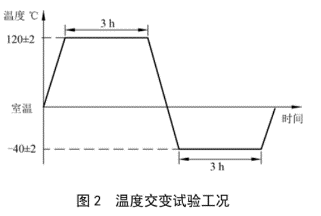 温度 ℃
3 h
120±2
室温
时间
-40±2
3 h
图 2 温度交变试验工况